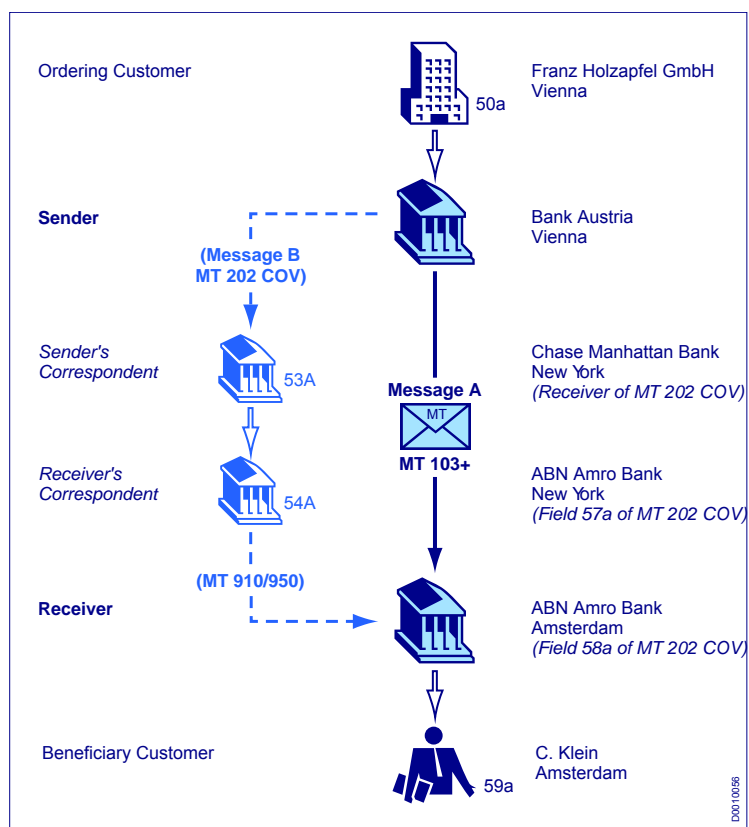 Ordering Customer
50a
Franz Holzapfel GmbH
Vienna
Sender
Bank Austria
Vienna
(Message B
MT 202 COV)
Sender's
Correspondent
53A
Chase Manhattan Bank
New York
(Receiver of MT 202 COV)
Message A
MT
MT 103+
Receiver's
Correspondent
54A
ABN Amro Bank
New York
(Field 57a of MT 202 COV)
(MT 910/950)
Receiver
ABN Amro Bank
Amsterdam
(Field 58a of MT 202 COV)
Beneficiary Customer
59a
C. Klein
Amsterdam
D0010056